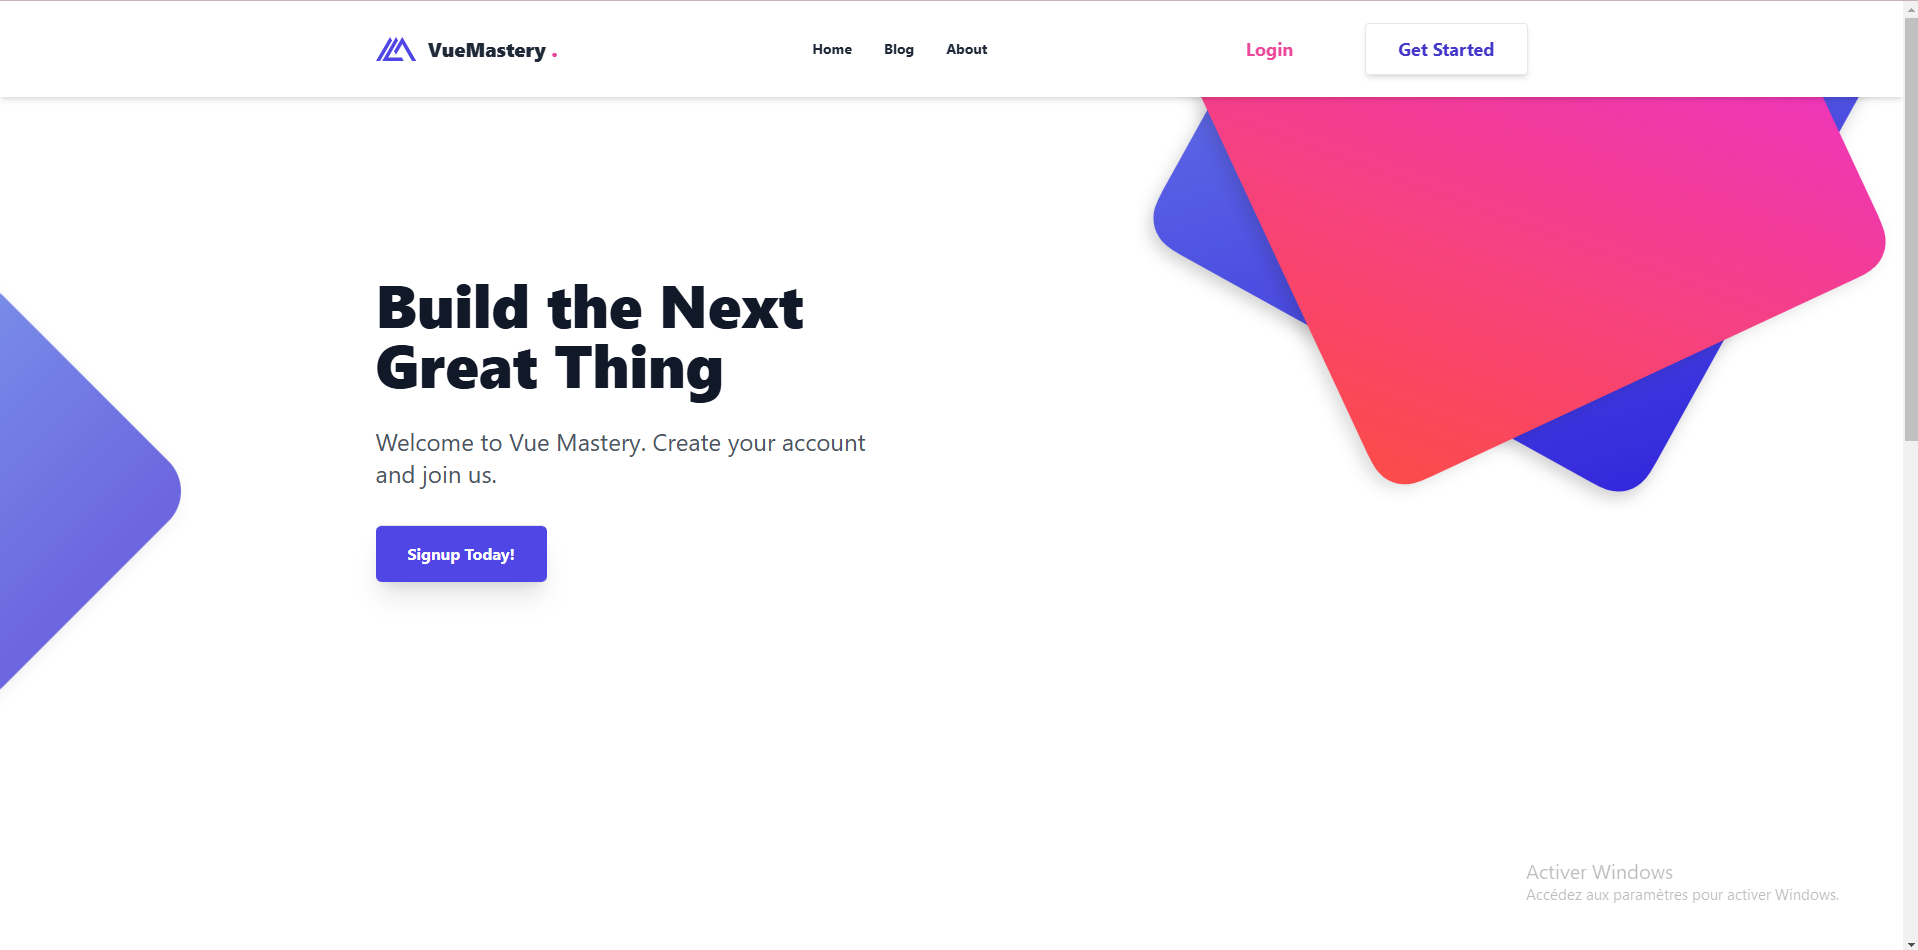 VueMastery .
Home
Blog
About
Login
Get Started
Build the Next
Great Thing
Welcome to Vue Mastery. Create your account
and join us.
Signup Today!
Activer Windows
Accédez aux paramètres pour activer Windows.